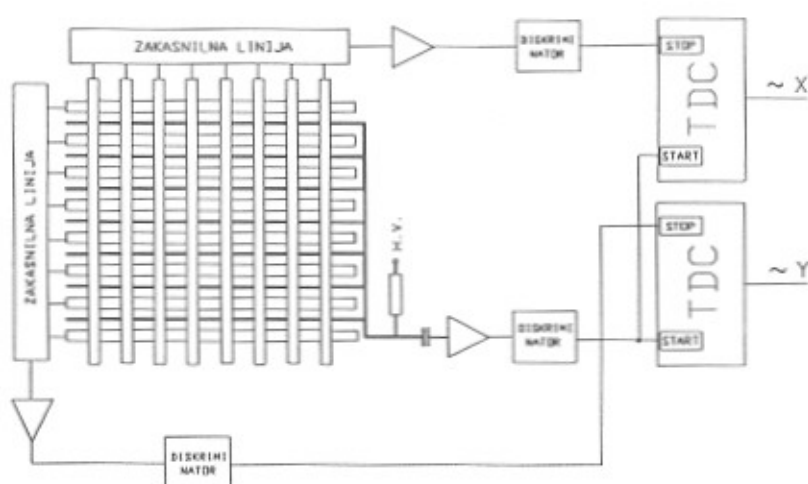 ZAKASNILNA LINIJA
DISKRIMI
NATOR
STOP
TDC
START
~ X
ZAKASNILNA LINIJA
H.V.
STOP
TDC
START
~ Y
DISKRIMI
NATOR
DISKRIMI
NATOR